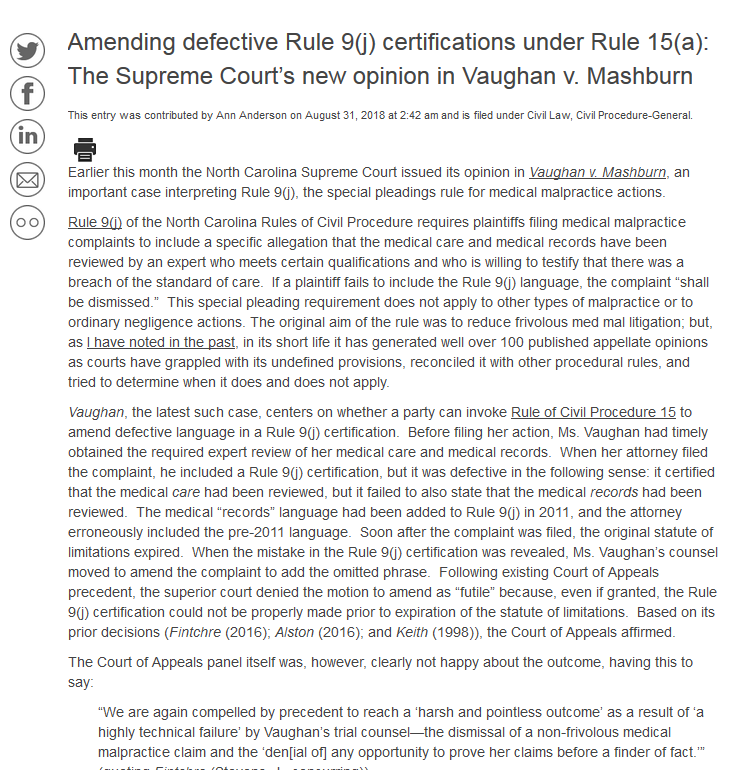 Amending defective Rule 9(j) certifications under Rule 15(a):
The Supreme Court's new opinion in Vaughan v. Mashburn
This entry was contributed by Ann Anderson on August 31, 2018 at 2:42 am and is filed under Civil Law, Civil Procedure-General.
Earlier this month the North Carolina Supreme Court issued its opinion in Vaughan v. Mashburn, an
important case interpreting Rule 9(j), the special pleadings rule for medical malpractice actions.
Rule 9(j) of the North Carolina Rules of Civil Procedure requires plaintiffs filing medical malpractice
complaints to include a specific allegation that the medical care and medical records have been
reviewed by an expert who meets certain qualifications and who is willing to testify that there was a
breach of the standard of care.  If a plaintiff fails to include the Rule 9(j) language, the complaint “shall
be dismissed.”  This special pleading requirement does not apply to other types of malpractice or to
ordinary negligence actions. The original aim of the rule was to reduce frivolous med mal litigation; but,
as I have noted in the past, in its short life it has generated well over 100 published appellate opinions
as courts have grappled with its undefined provisions, reconciled it with other procedural rules, and
tried to determine when it does and does not apply.
Vaughan, the latest such case, centers on whether a party can invoke Rule of Civil Procedure 15 to
amend defective language in a Rule 9(j) certification.  Before filing her action, Ms. Vaughan had timely
obtained the required expert review of her medical care and medical records.  When her attorney filed
the complaint, he included a Rule 9(j) certification, but it was defective in the following sense: it certified
that the medical care had been reviewed, but it failed to also state that the medical records had been
reviewed.  The medical “records” language had been added to Rule 9(j) in 2011, and the attorney
erroneously included the pre-2011 language.  Soon after the complaint was filed, the original statute of
limitations expired.  When the mistake in the Rule 9(j) certification was revealed, Ms. Vaughan's counsel
moved to amend the complaint to add the omitted phrase.  Following existing Court of Appeals
precedent, the superior court denied the motion to amend as “futile” because, even if granted, the Rule
9(j) certification could not be properly made prior to expiration of the statute of limitations.  Based on its
prior decisions (Fintchre (2016); Alston (2016); and Keith (1998)), the Court of Appeals affirmed.
The Court of Appeals panel itself was, however, clearly not happy about the outcome, having this to
say:
“We are again compelled by precedent to reach a ‘harsh and pointless outcome’ as a result of ‘a
highly technical failure’ by Vaughan's trial counsel—the dismissal of a non-frivolous medical
malpractice claim and the ‘den[ial of] any opportunity to prove her claims before a finder of fact.’”